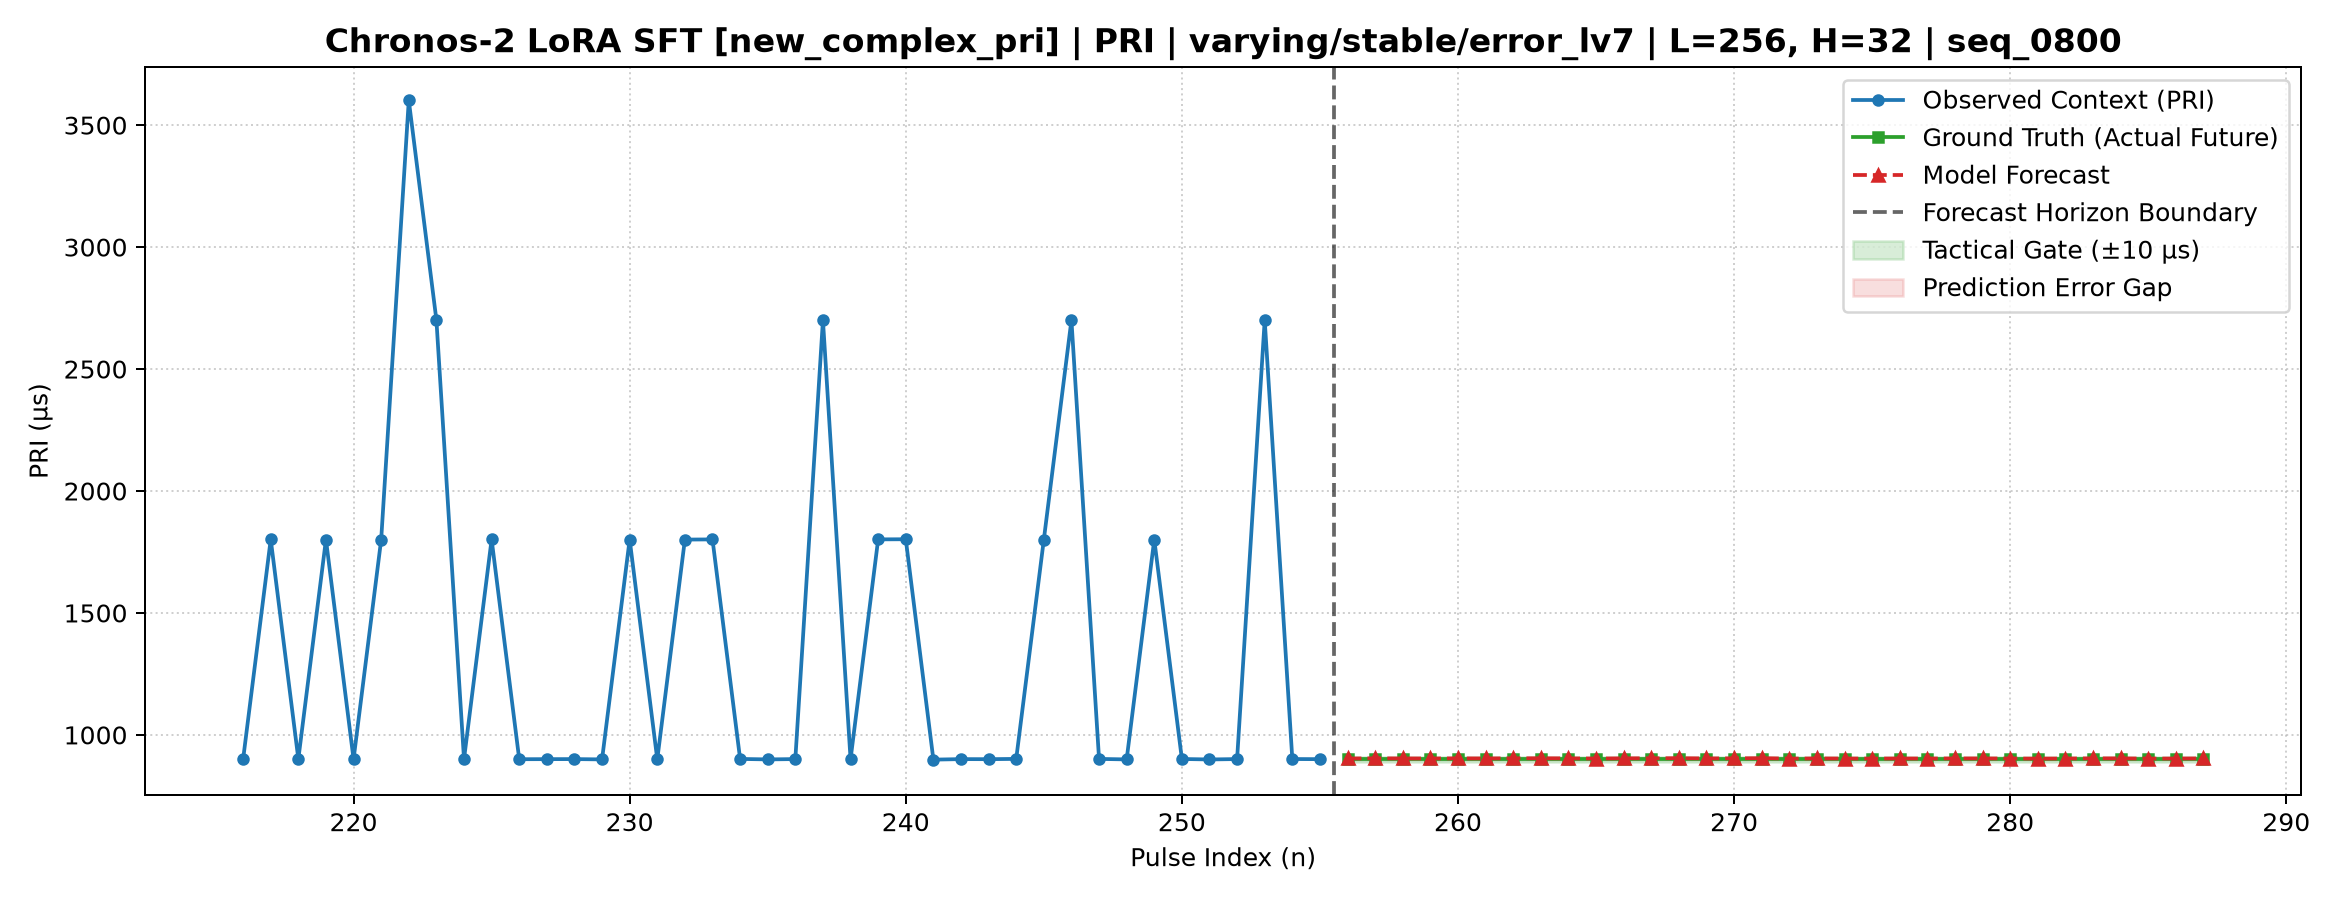 Chronos-2 LoRA SFT [new_complex_pri] | PRI | varying/stable/error_lv7 | L=256, H=32 | seq_0800
Observed Context (PRI)
Ground Truth (Actual Future)
Model Forecast
Forecast Horizon Boundary
Tactical Gate (±10 µs)
Prediction Error Gap
PRI (µs)
3500
3000
2500
2000
1500
1000
220 230 240 250 260 270 280 290
Pulse Index (n)